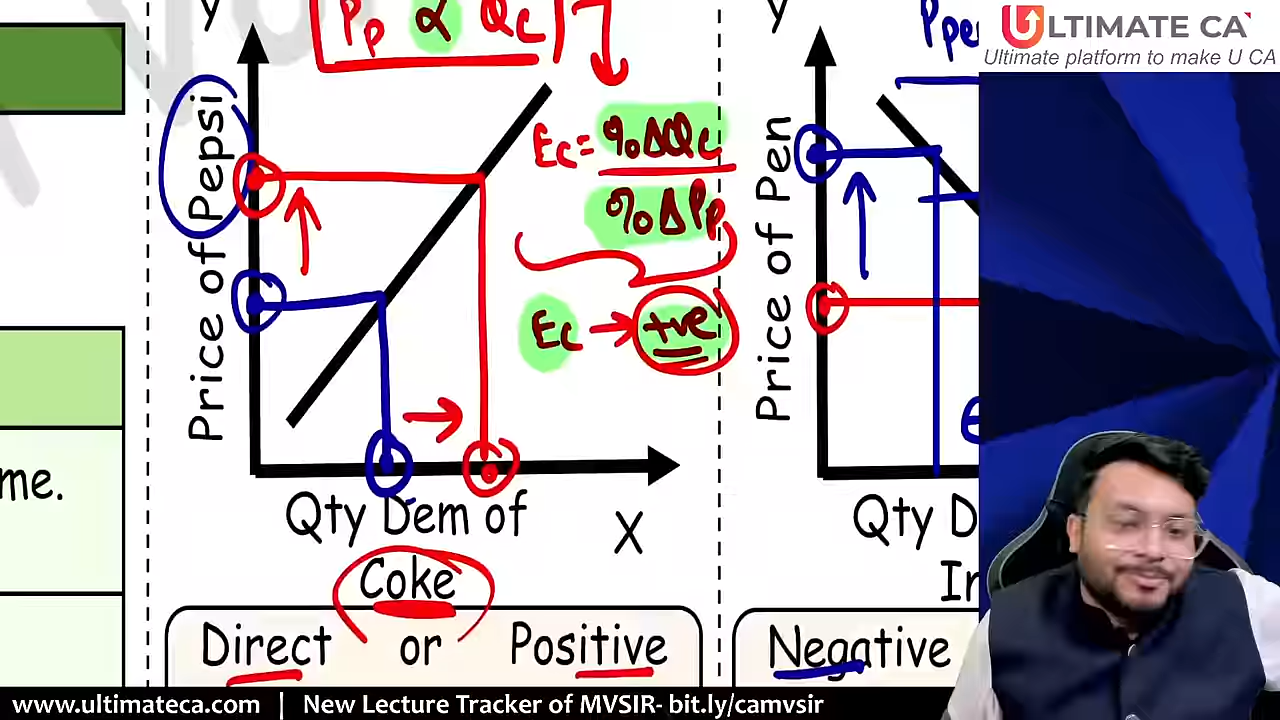 ULTIMATE CA
Ultimate platform to make U CA
Y
Pp α Qc
Price of Pepsi
Ec = %ΔQc
%ΔPp
Ec → +ve
Qty Dem of
Coke
X
Direct or Positive
Y
Price of Pen
Qty D
In
Negative
me.
www.ultimateca.com | New Lecture Tracker of MVSIR- bit.ly/camvsir